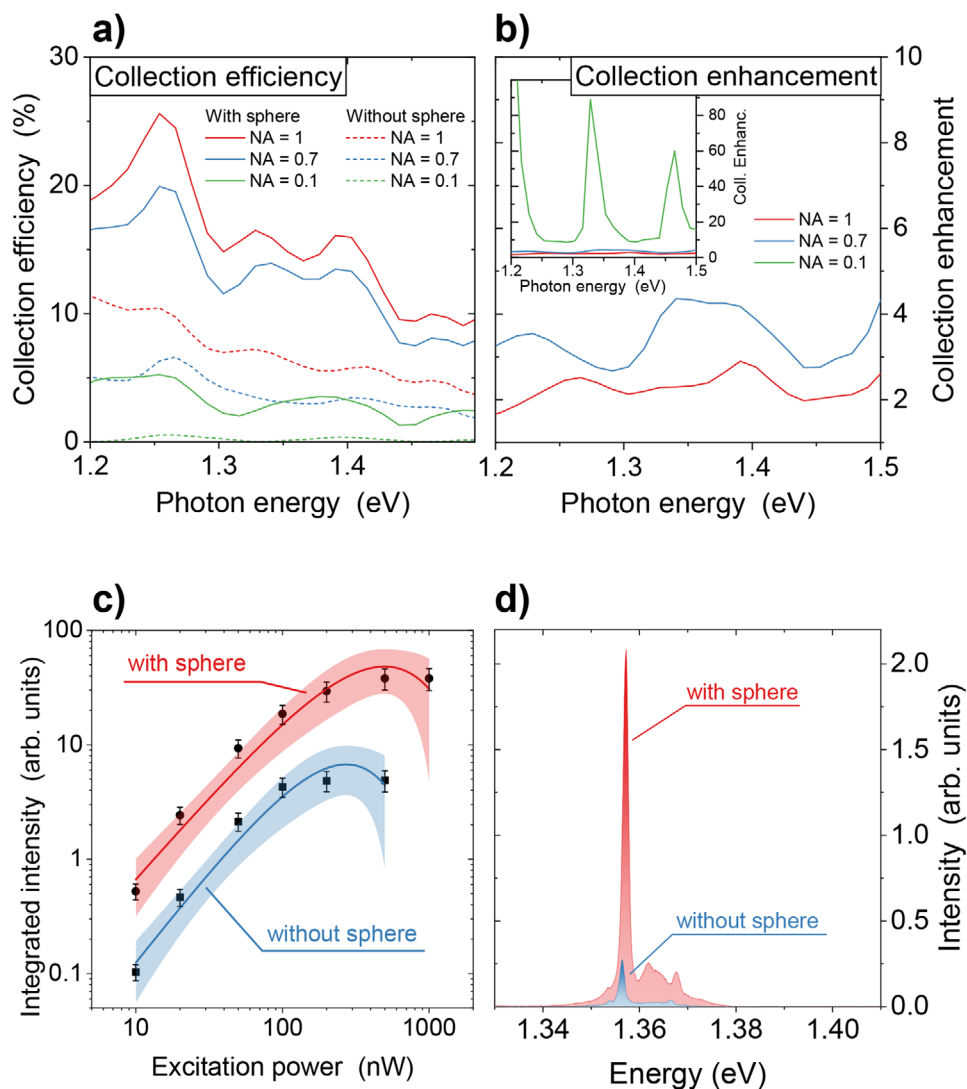 a)
Collection efficiency
With sphere
Without sphere
NA = 1
NA = 1
NA = 0.7
NA = 0.7
NA = 0.1
NA = 0.1
30
20
10
0
Collection efficiency (%)
1.2
1.3
1.4
Photon energy (eV)
b)
Collection enhancement
80
60
40
20
0
Coll. Enhanc.
1.2
1.3
1.4
1.5
Photon energy (eV)
NA = 1
NA = 0.7
NA = 0.1
10
8
6
4
2
Collection enhancement
1.2
1.3
1.4
1.5
Photon energy (eV)
c)
with sphere
without sphere
100
10
1
0.1
Integrated intensity (arb. units)
10
100
1000
Excitation power (nW)
d)
with sphere
without sphere
2.0
1.5
1.0
0.5
0.0
Intensity (arb. units)
1.34
1.36
1.38
1.40
Energy (eV)